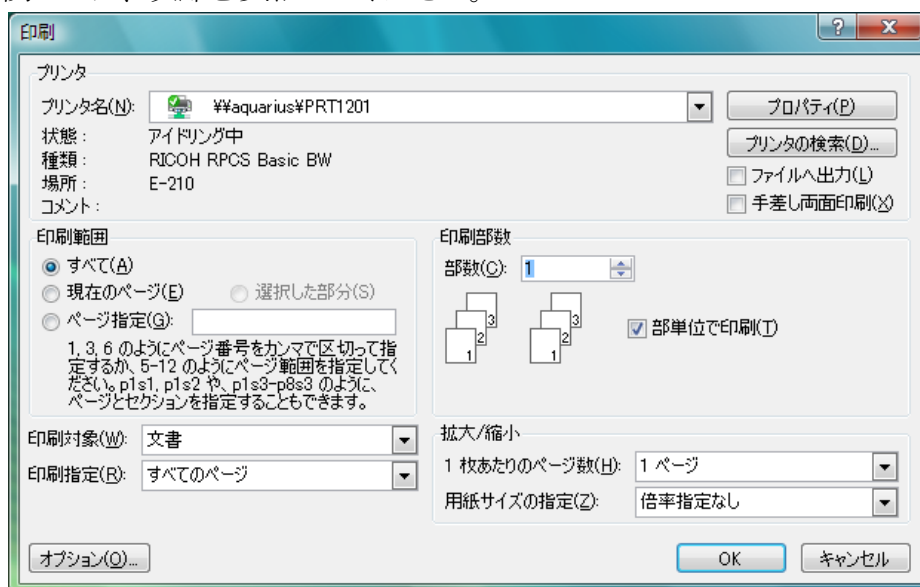 印刷
プリンタ
プリンタ名(N): ¥¥aquarius¥PRT1201
プロパティ(P)
状態: アイドリング中
プリンタの検索(D)...
種類: RICOH RPCS Basic BW
場所: E-210
ファイルへ出力(L)
コメント:
手差し両面印刷(X)
印刷範囲
すべて(A)
現在のページ(E) 選択した部分(S)
ページ指定(G):
1, 3, 6 のようにページ番号をカンマで区切って指
定するか、5-12 のようにページ範囲を指定してく
ださい。p1s1, p1s2 や、p1s3-p8s3 のように、
ページとセクションを指定することもできます。
印刷部数
部数(C): 1
3 3
2 2
1 1
部単位で印刷(T)
印刷対象(W): 文書
印刷指定(R): すべてのページ
拡大/縮小
1 枚あたりのページ数(H): 1 ページ
用紙サイズの指定(Z): 倍率指定なし
オプション(O)...
OK キャンセル